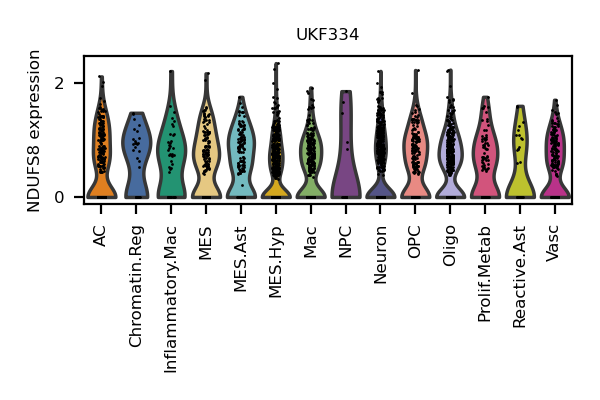 UKF334
NDUFS8 expression
2
0
AC
Chromatin.Reg
Inflammatory.Mac
MES
MES.Ast
MES.Hyp
Mac
NPC
Neuron
OPC
Oligo
Prolif.Metab
Reactive.Ast
Vasc